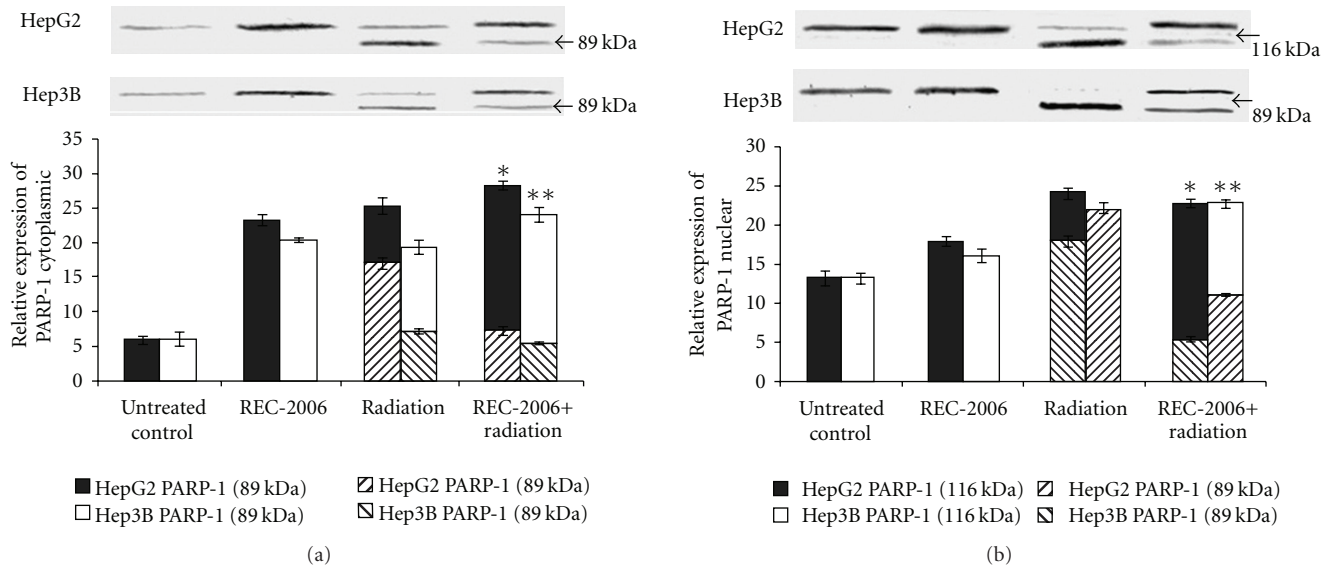 HepG2
89 kDa
Hep3B
89 kDa
Relative expression of
PARP-1 cytoplasmic
35
30
25
20
15
10
5
0
*
**
Untreated
control
REC-2006
Radiation
REC-2006+
radiation
HepG2 PARP-1 (89 kDa)
HepG2 PARP-1 (89 kDa)
Hep3B PARP-1 (89 kDa)
Hep3B PARP-1 (89 kDa)
(a)
HepG2
116 kDa
Hep3B
89 kDa
Relative expression of
PARP-1 nuclear
30
25
20
15
10
5
0
*
**
Untreated
control
REC-2006
Radiation
REC-2006+
radiation
HepG2 PARP-1 (116 kDa)
HepG2 PARP-1 (89 kDa)
Hep3B PARP-1 (116 kDa)
Hep3B PARP-1 (89 kDa)
(b)